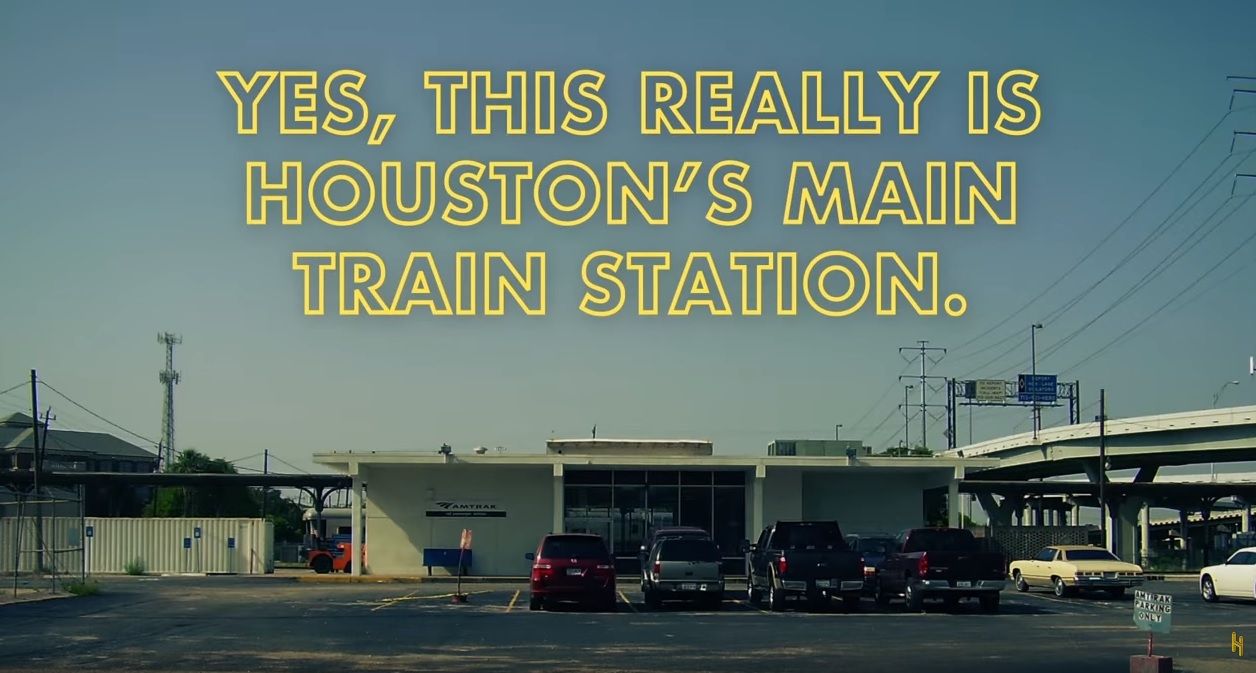 YES, THIS REALLY IS
HOUSTON'S MAIN
TRAIN STATION.
AMTRAK
AMTRAK
PARKING
ONLY